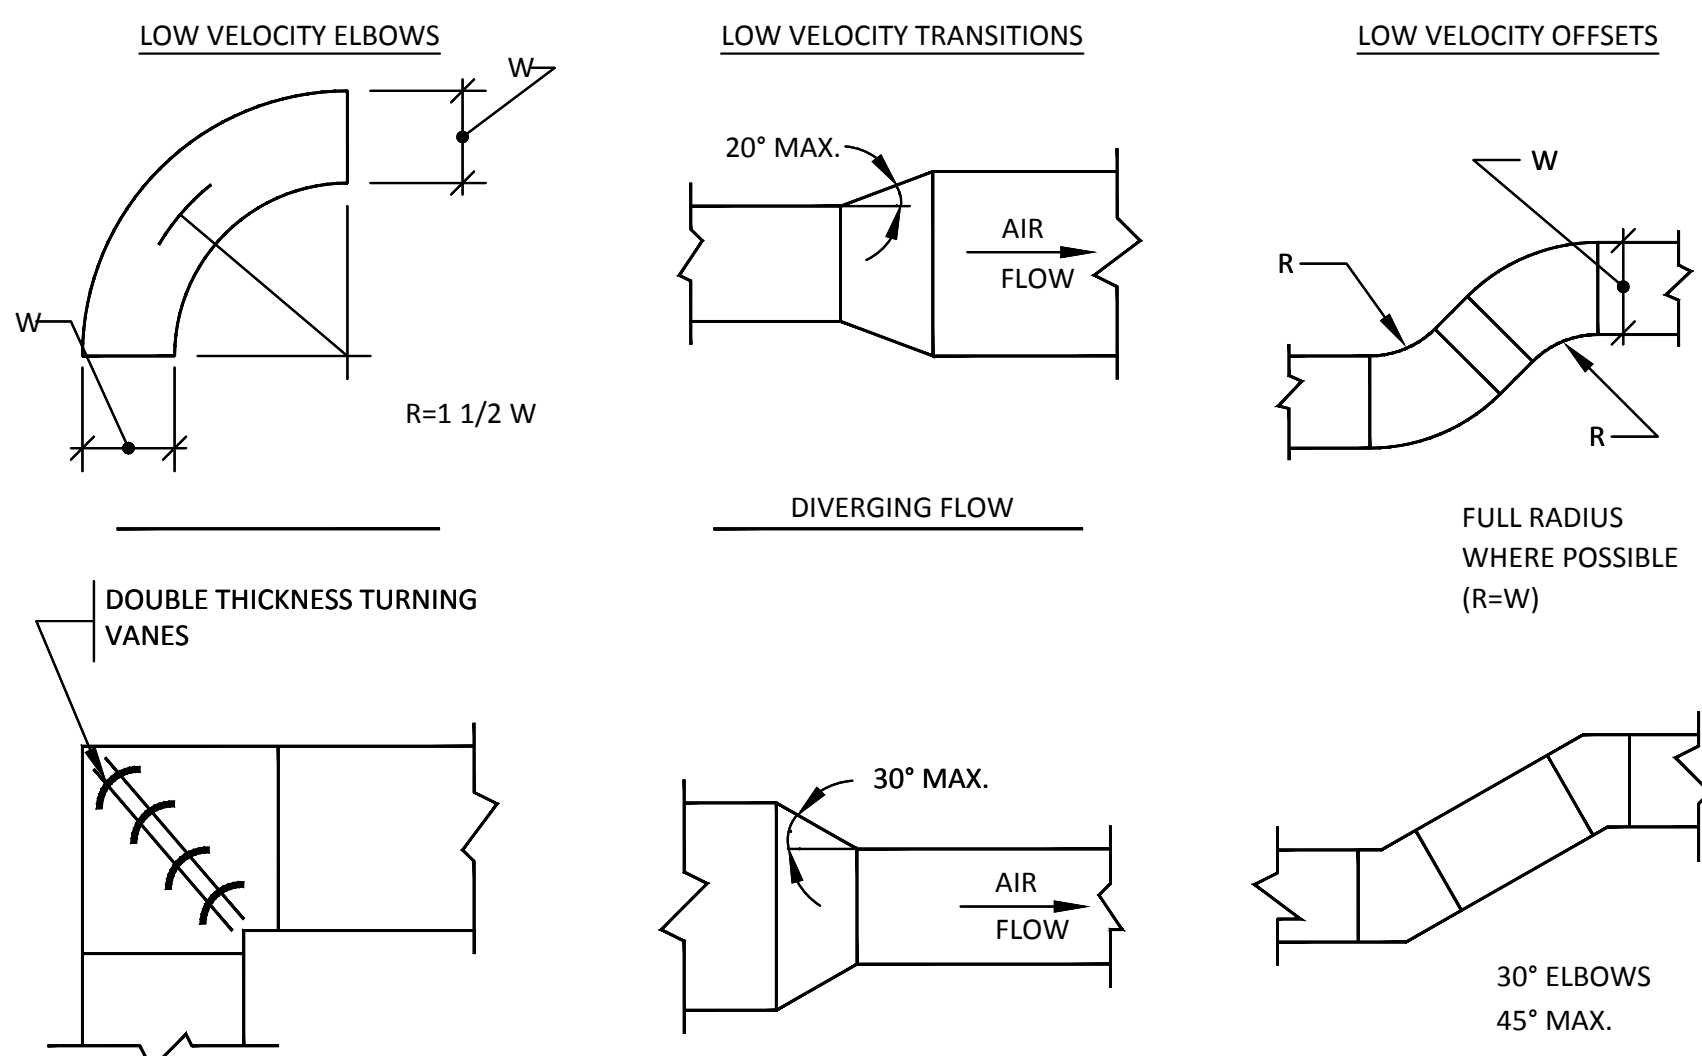 LOW VELOCITY ELBOWS
W
W
R=1 1/2 W
DOUBLE THICKNESS TURNING
VANES
LOW VELOCITY TRANSITIONS
20° MAX.
AIR
FLOW
DIVERGING FLOW
30° MAX.
AIR
FLOW
LOW VELOCITY OFFSETS
W
R
R
FULL RADIUS
WHERE POSSIBLE
(R=W)
30° ELBOWS
45° MAX.